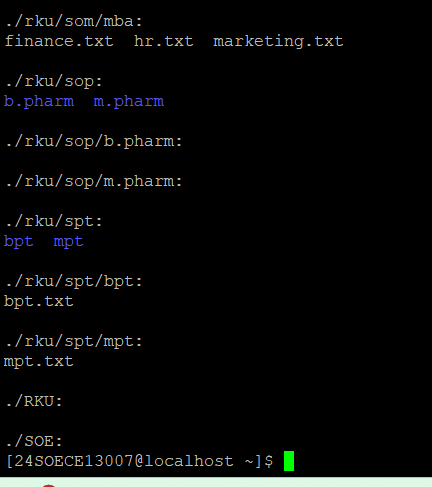 ./rku/som/mba:
finance.txt  hr.txt  marketing.txt
./rku/sop:
b.pharm  m.pharm
./rku/sop/b.pharm:
./rku/sop/m.pharm:
./rku/spt:
bpt  mpt
./rku/spt/bpt:
bpt.txt
./rku/spt/mpt:
mpt.txt
./RKU:
./SOE:
[24SOECE13007@localhost ~]$